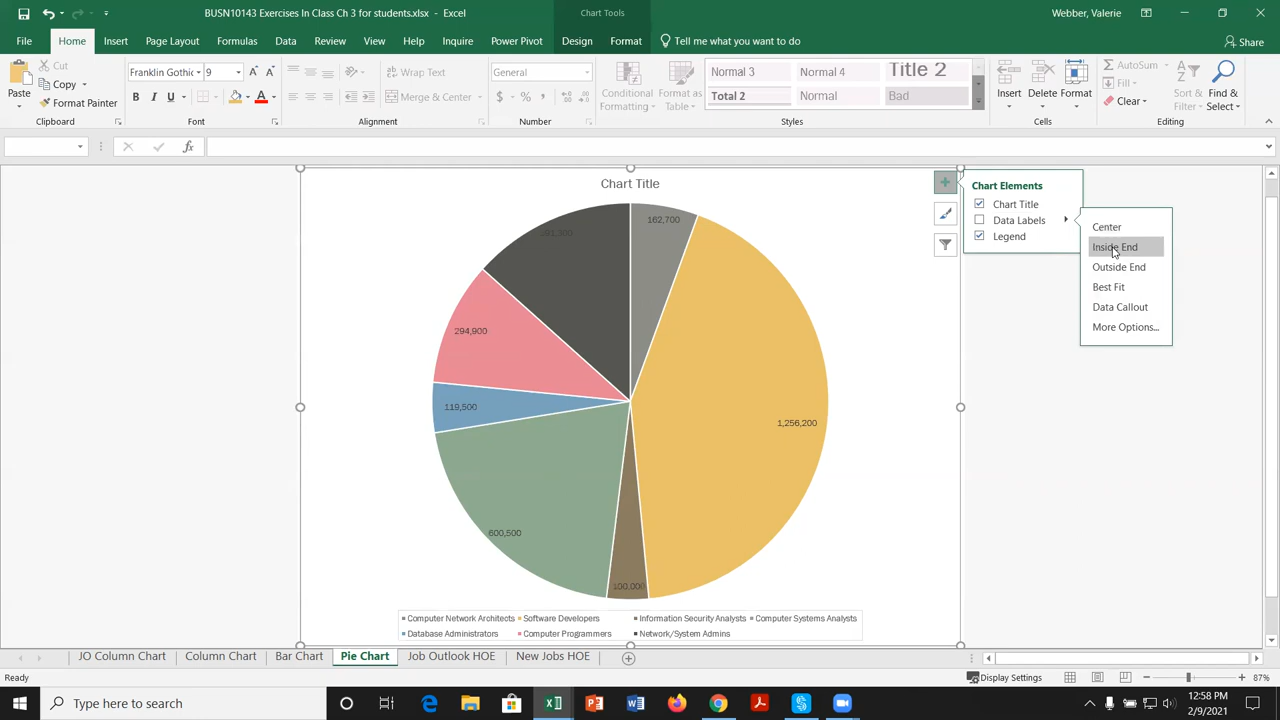 BUSN10143 Exercises In Class Ch 3 for students.xlsx - Excel
Chart Tools
Webber, Valerie
File Home Insert Page Layout Formulas Data Review View Help Inquire Power Pivot Design Format Tell me what you want to do Share
Paste
Cut
Copy
Format Painter
Clipboard
Franklin Gothic 9
B I U
Font
Wrap Text
Merge & Center
Alignment
General
$ % ,
Number
Conditional Formatting
Format as Table
Normal 3 Normal 4 Title 2
Total 2 Normal Bad
Styles
Insert Delete Format
Cells
AutoSum
Fill
Clear
Sort & Filter
Find & Select
Editing
fx
Chart Title
162,700
294,900
1,256,200
119,500
600,500
100,000
Computer Network Architects Software Developers Information Security Analysts Computer Systems Analysts
Database Administrators Computer Programmers Network/System Admins
Chart Elements
Chart Title
Data Labels
Legend
Center
Inside End
Outside End
Best Fit
Data Callout
More Options...
JO Column Chart Column Chart Bar Chart Pie Chart Job Outlook HOE New Jobs HOE
Ready
Display Settings
87%
Type here to search
12:58 PM
2/9/2021